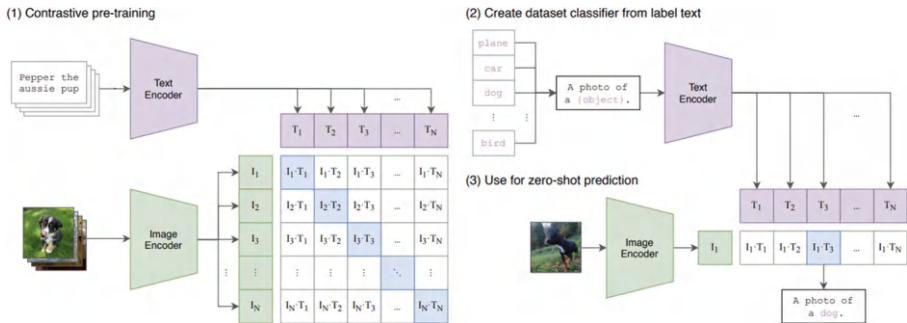 (1) Contrastive pre-training
Pepper the
aussie pup
Text
Encoder
...
T1 T2 T3 ... TN
I1 I1·T1 I1·T2 I1·T3 ... I1·TN
I2 I2·T1 I2·T2 I2·T3 ... I2·TN
I3 I3·T1 I3·T2 I3·T3 ... I3·TN
⋮ ⋮ ⋮ ⋮ ⋱ ⋮
IN IN·T1 IN·T2 IN·T3 ... IN·TN
Image
Encoder
(2) Create dataset classifier from label text
plane
car
dog
⋮
bird
⋮
A photo of
a {object}.
Text
Encoder
...
(3) Use for zero-shot prediction
T1 T2 T3 ... TN
Image
Encoder
I1 I1·T1 I1·T2 I1·T3 ... I1·TN
A photo of
a dog.